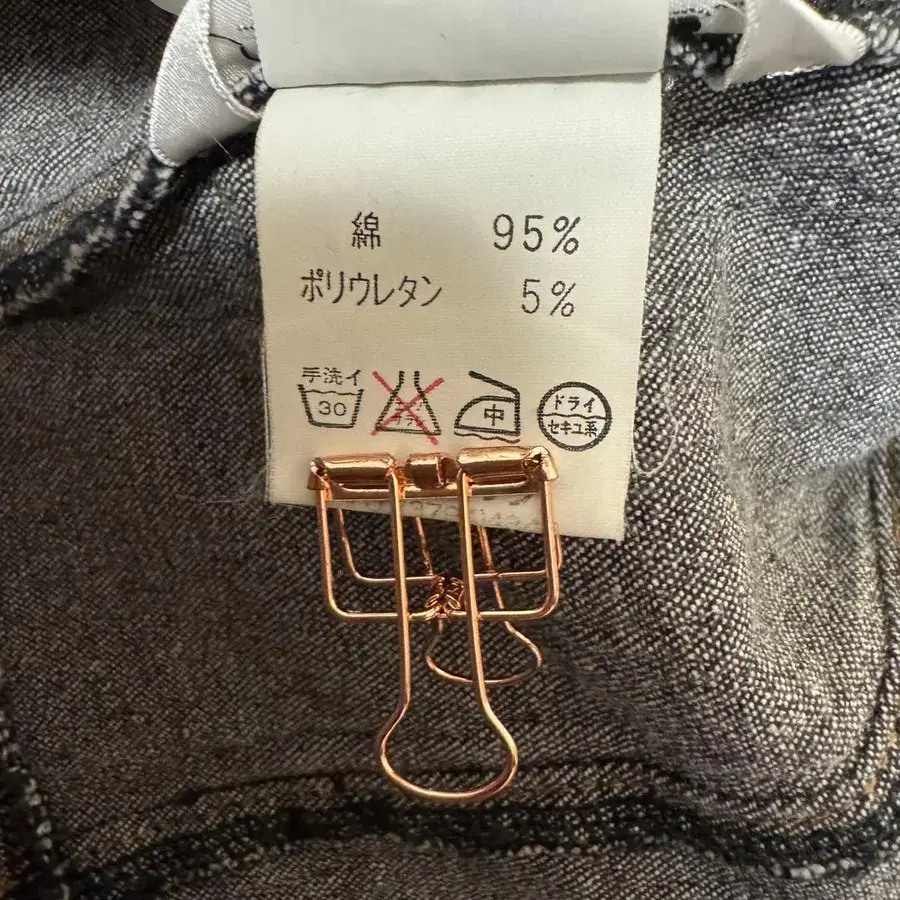 綿 95%
ポリウレタン 5%
手洗イ
30
中
ドライ
セキユ系